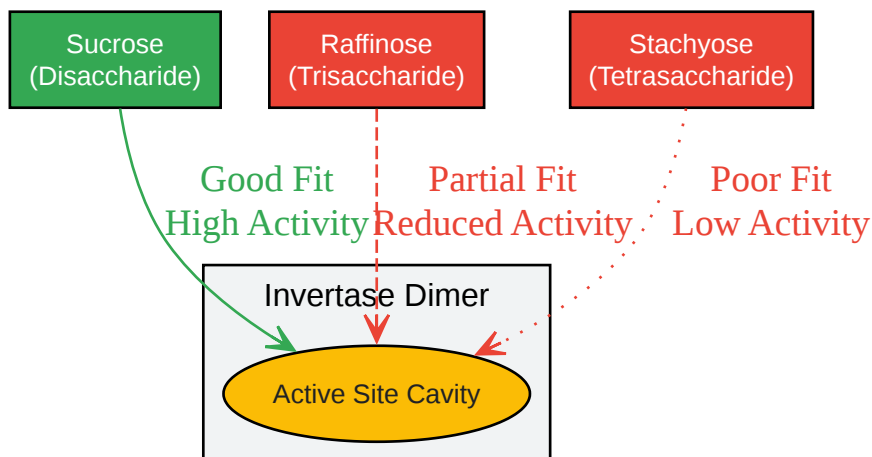 Sucrose
(Disaccharide)
Raffinose
(Trisaccharide)
Stachyose
(Tetrasaccharide)
Good Fit
High Activity
Partial Fit
Reduced Activity
Poor Fit
Low Activity
Invertase Dimer
Active Site Cavity